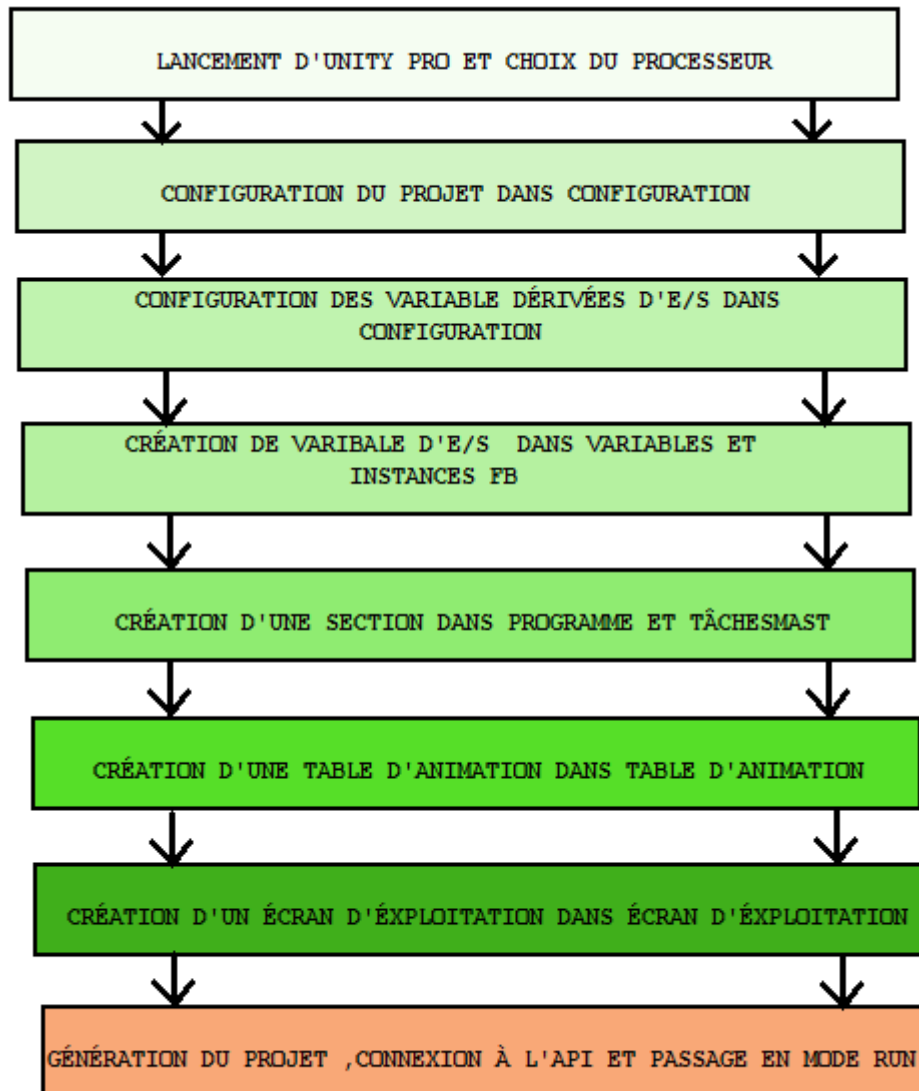 LANCEMENT D'UNITY PRO ET CHOIX DU PROCESSEUR
CONFIGURATION DU PROJET DANS CONFIGURATION
CONFIGURATION DES VARIABLE DÉRIVÉES D'E/S DANS
CONFIGURATION
CRÉATION DE VARIBALE D'E/S DANS VARIABLES ET
INSTANCES FB
CRÉATION D'UNE SECTION DANS PROGRAMME ET TÂCHESMAST
CRÉATION D'UNE TABLE D'ANIMATION DANS TABLE D'ANIMATION
CRÉATION D'UN ÉCRAN D'ÉXPLOITATION DANS ÉCRAN D'ÉXPLOITATION
GÉNÉRATION DU PROJET ,CONNEXION À L'API ET PASSAGE EN MODE RUN